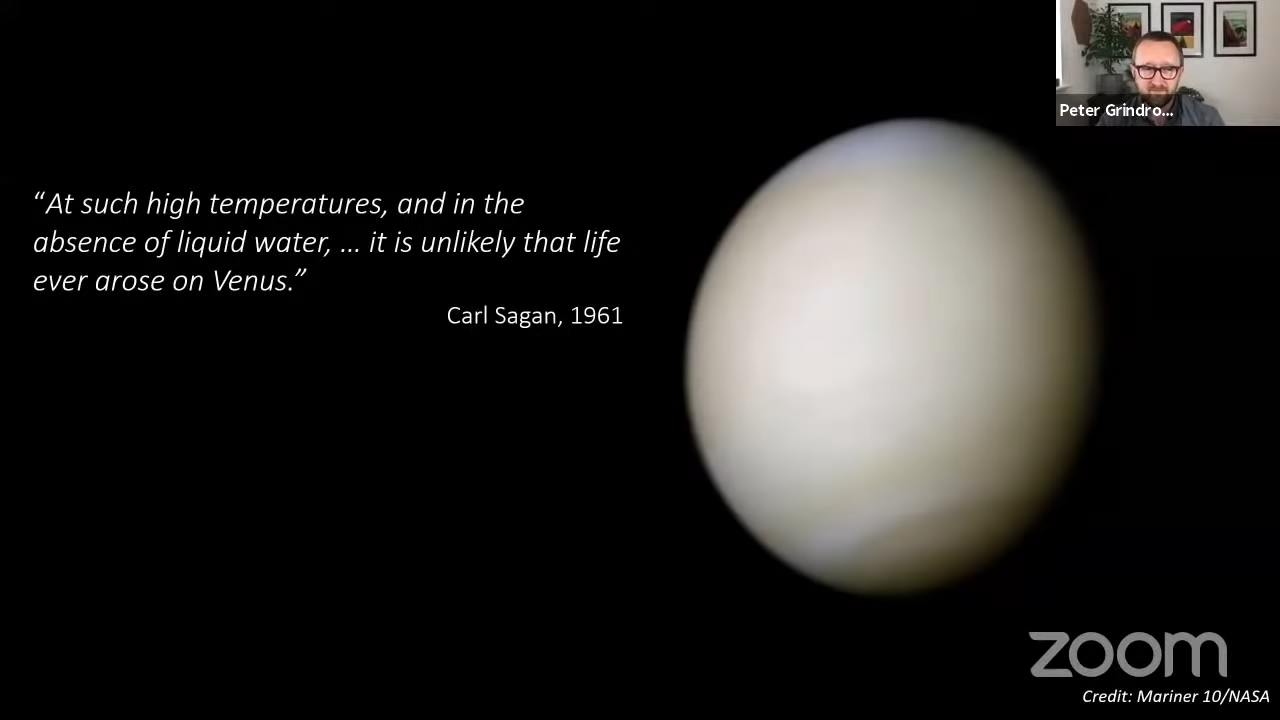 Peter Grindro...
“At such high temperatures, and in the
absence of liquid water, ... it is unlikely that life
ever arose on Venus.”
Carl Sagan, 1961
zoom
Credit: Mariner 10/NASA